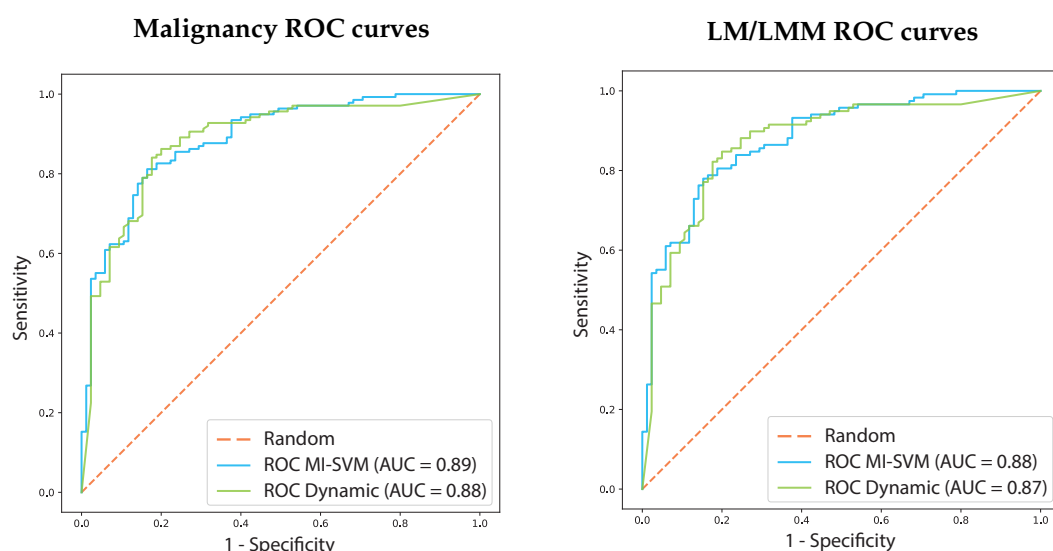 Malignancy ROC curves
1.0
0.8
0.6
0.4
0.2
0.0
Sensitivity
Random
ROC MI-SVM (AUC = 0.89)
ROC Dynamic (AUC = 0.88)
0.0 0.2 0.4 0.6 0.8 1.0
1 - Specificity
LM/LMM ROC curves
1.0
0.8
0.6
0.4
0.2
0.0
Sensitivity
Random
ROC MI-SVM (AUC = 0.88)
ROC Dynamic (AUC = 0.87)
0.0 0.2 0.4 0.6 0.8 1.0
1 - Specificity